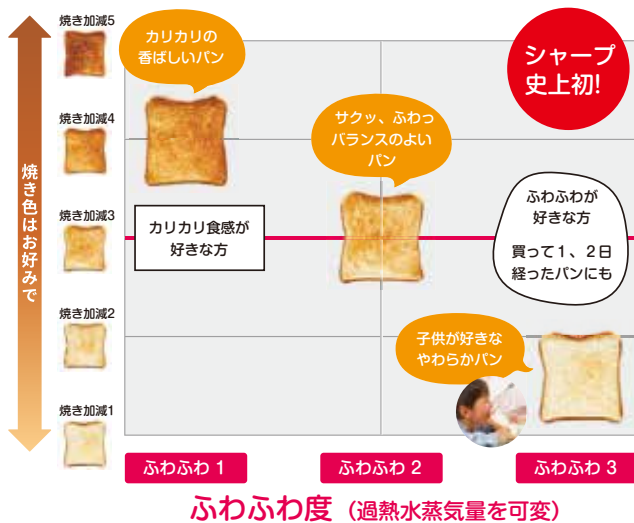 焼き加減5
カリカリの
香ばしいパン
シャープ
史上初!
焼き加減4
サクッ、ふわっ
バランスのよい
パン
焼き色はお好みで
焼き加減3
カリカリ食感が
好きな方
ふわふわが
好きな方
買って1、2日
経ったパンにも
焼き加減2
子供が好きな
やわらかパン
焼き加減1
ふわふわ 1
ふわふわ 2
ふわふわ 3
ふわふわ度（過熱水蒸気量を可変）